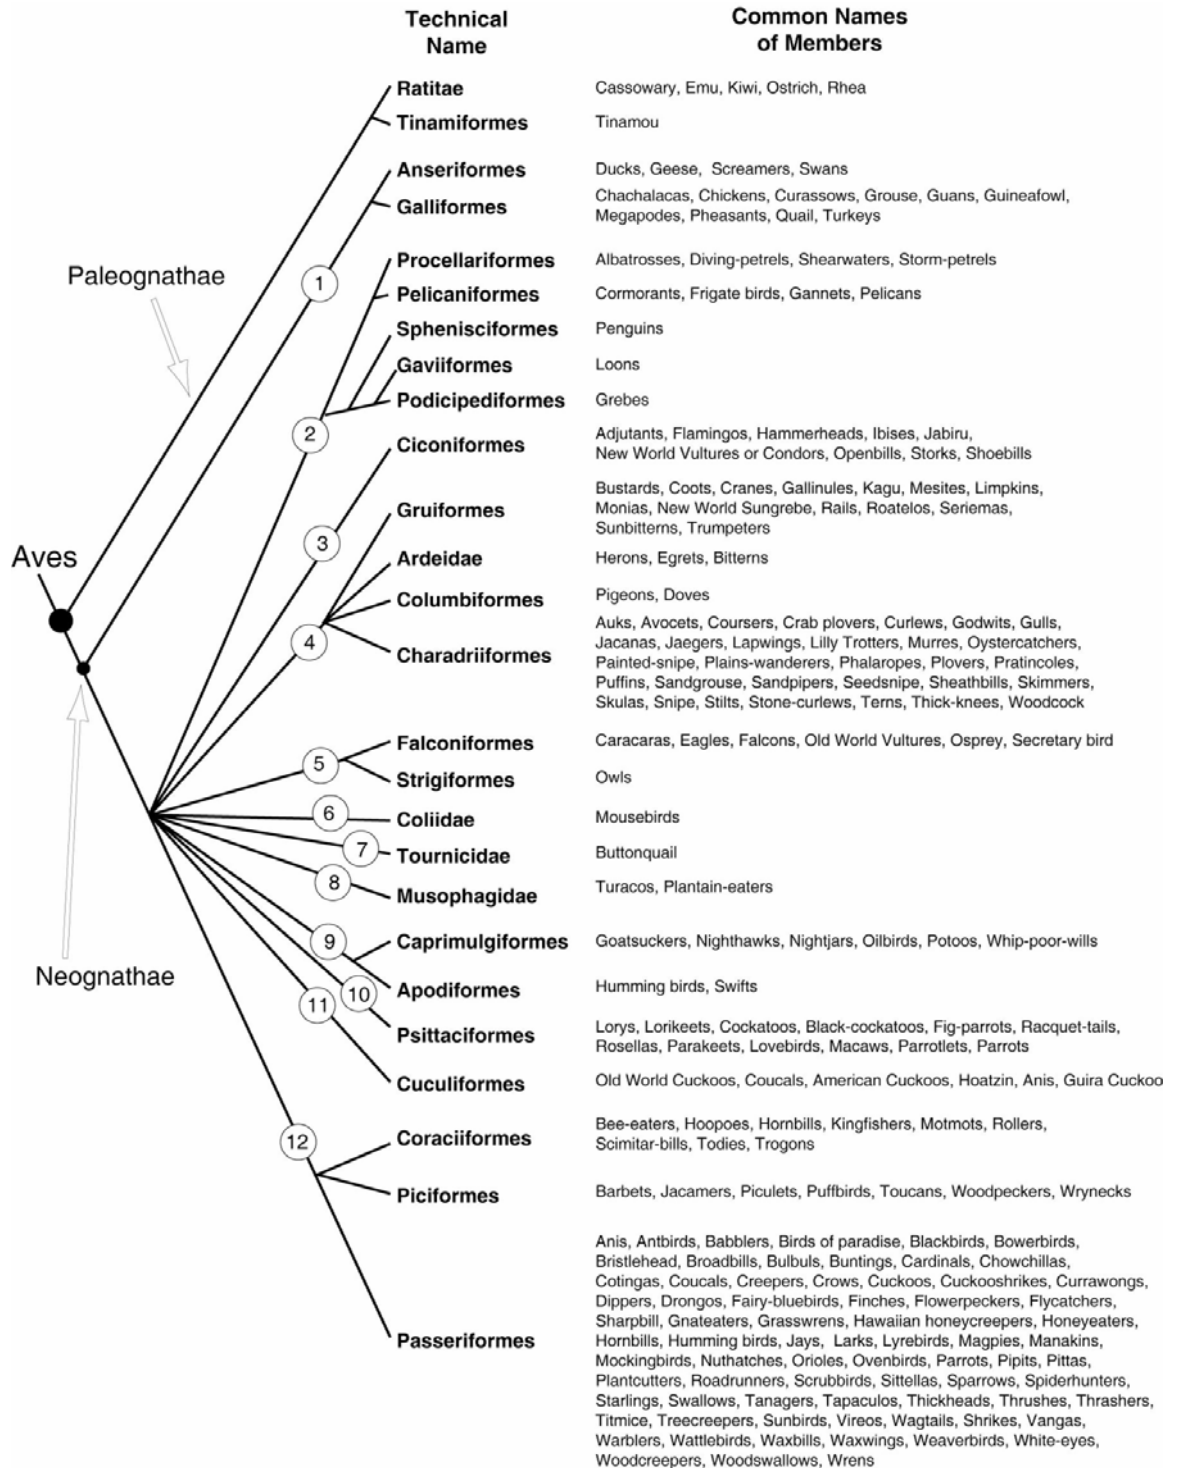 Technical
Name
Common Names
of Members
Ratitae
Cassowary, Emu, Kiwi, Ostrich, Rhea
Tinamiformes
Tinamou
Anseriformes
Ducks, Geese, Screamers, Swans
Galliformes
Chachalacas, Chickens, Curassows, Grouse, Guans, Guineafowl,
Megapodes, Pheasants, Quail, Turkeys
Procellariformes
Albatrosses, Diving-petrels, Shearwaters, Storm-petrels
Paleognathae
1
Pelicaniformes
Cormorants, Frigate birds, Gannets, Pelicans
Sphenisciformes
Penguins
Gaviiformes
Loons
Podicipediformes
Grebes
2
Ciconiformes
Adjutants, Flamingos, Hammerheads, Ibises, Jabiru,
New World Vultures or Condors, Openbills, Storks, Shoebills
Gruiformes
Bustards, Coots, Cranes, Gallinules, Kagu, Mesites, Limpkins,
Monias, New World Sungrebe, Rails, Roatelos, Seriemas,
Sunbitterns, Trumpeters
3
Aves
Ardeidae
Herons, Egrets, Bitterns
Columbiformes
Pigeons, Doves
4
Charadriiformes
Auks, Avocets, Coursers, Crab plovers, Curlews, Godwits, Gulls,
Jacanas, Jaegers, Lapwings, Lilly Trotters, Murres, Oystercatchers,
Painted-snipe, Plains-wanderers, Phalaropes, Plovers, Pratincoles,
Puffins, Sandgrouse, Sandpipers, Seedsnipe, Sheathbills, Skimmers,
Skulas, Snipe, Stilts, Stone-curlews, Terns, Thick-knees, Woodcock
Falconiformes
Caracaras, Eagles, Falcons, Old World Vultures, Osprey, Secretary bird
5
Strigiformes
Owls
6
Coliidae
Mousebirds
7
Tournicidae
Buttonquail
8
Musophagidae
Turacos, Plantain-eaters
9
Caprimulgiformes
Goatsuckers, Nighthawks, Nightjars, Oilbirds, Potoos, Whip-poor-wills
Neognathae
Apodiformes
Humming birds, Swifts
10
11
Psittaciformes
Lorys, Lorikeets, Cockatoos, Black-cockatoos, Fig-parrots, Racquet-tails,
Rosellas, Parakeets, Lovebirds, Macaws, Parrotlets, Parrots
Cuculiformes
Old World Cuckoos, Coucals, American Cuckoos, Hoatzin, Anis, Guira Cuckoo
12
Coraciiformes
Bee-eaters, Hoopoes, Hornbills, Kingfishers, Motmots, Rollers,
Scimitar-bills, Todies, Trogons
Piciformes
Barbets, Jacamers, Piculets, Puffbirds, Toucans, Woodpeckers, Wrynecks
Passeriformes
Anis, Antbirds, Babblers, Birds of paradise, Blackbirds, Bowerbirds,
Bristlehead, Broadbills, Bulbuls, Buntings, Cardinals, Chowchillas,
Cotingas, Coucals, Creepers, Crows, Cuckoos, Cuckooshrikes, Currawongs,
Dippers, Drongos, Fairy-bluebirds, Finches, Flowerpeckers, Flycatchers,
Sharpbill, Gnateaters, Grasswrens, Hawaiian honeycreepers, Honeyeaters,
Hornbills, Humming birds, Jays, Larks, Lyrebirds, Magpies, Manakins,
Mockingbirds, Nuthatches, Orioles, Ovenbirds, Parrots, Pipits, Pittas,
Plantcutters, Roadrunners, Scrubbirds, Sittellas, Sparrows, Spiderhunters,
Starlings, Swallows, Tanagers, Tapaculos, Thickheads, Thrushes, Thrashers,
Titmice, Treecreepers, Sunbirds, Vireos, Wagtails, Shrikes, Vangas,
Warblers, Wattlebirds, Waxbills, Waxwings, Weaverbirds, White-eyes,
Woodcreepers, Woodswallows, Wrens